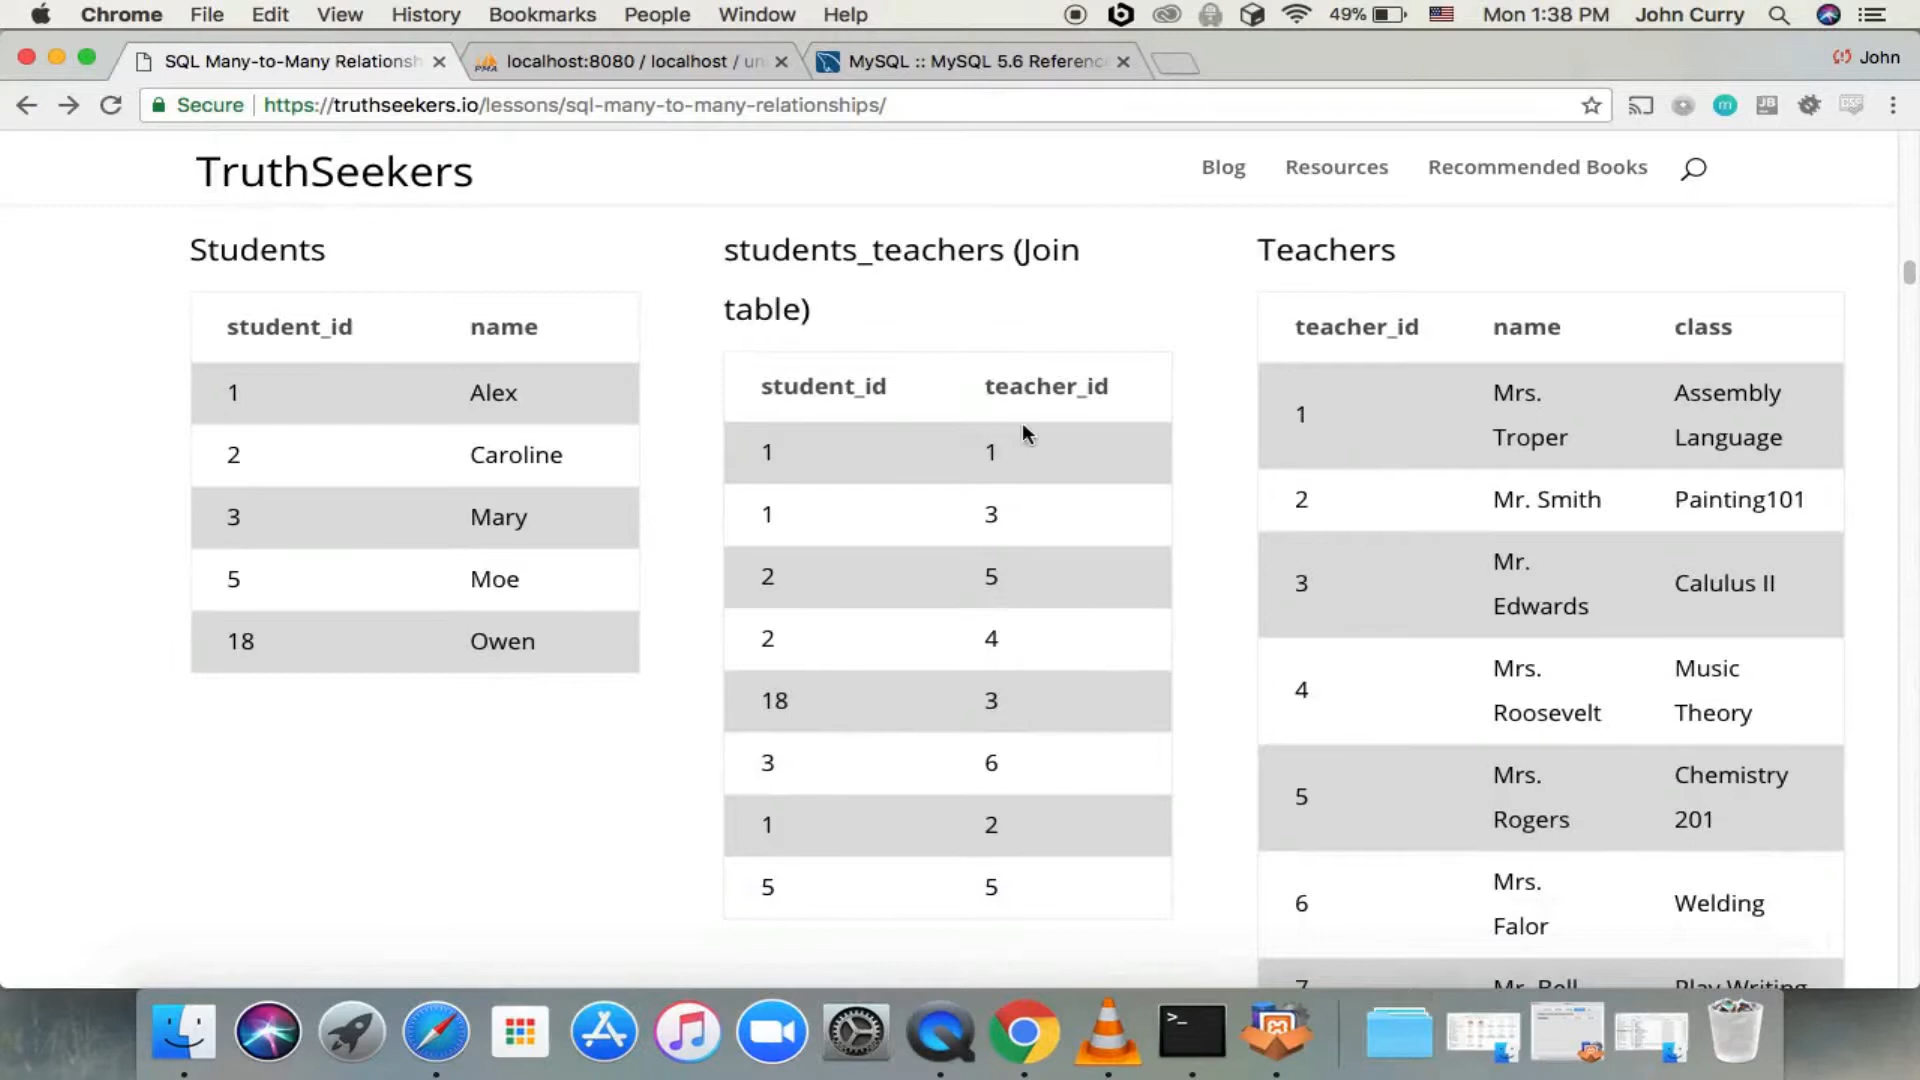 Chrome File Edit View History Bookmarks People Window Help 49% Mon 1:38 PM John Curry
SQL Many-to-Many Relationsh localhost:8080 / localhost / un MySQL :: MySQL 5.6 Referenc John
Secure https://truthseekers.io/lessons/sql-many-to-many-relationships/
TruthSeekers Blog Resources Recommended Books
Students
student_id name
1 Alex
2 Caroline
3 Mary
5 Moe
18 Owen
students_teachers (Join
table)
student_id teacher_id
1 1
1 3
2 5
2 4
18 3
3 6
1 2
5 5
Teachers
teacher_id name class
1 Mrs. Troper Assembly Language
2 Mr. Smith Painting101
3 Mr. Edwards Calulus II
4 Mrs. Roosevelt Music Theory
5 Mrs. Rogers Chemistry 201
6 Mrs. Falor Welding
7 Mr. Bell Play Writing